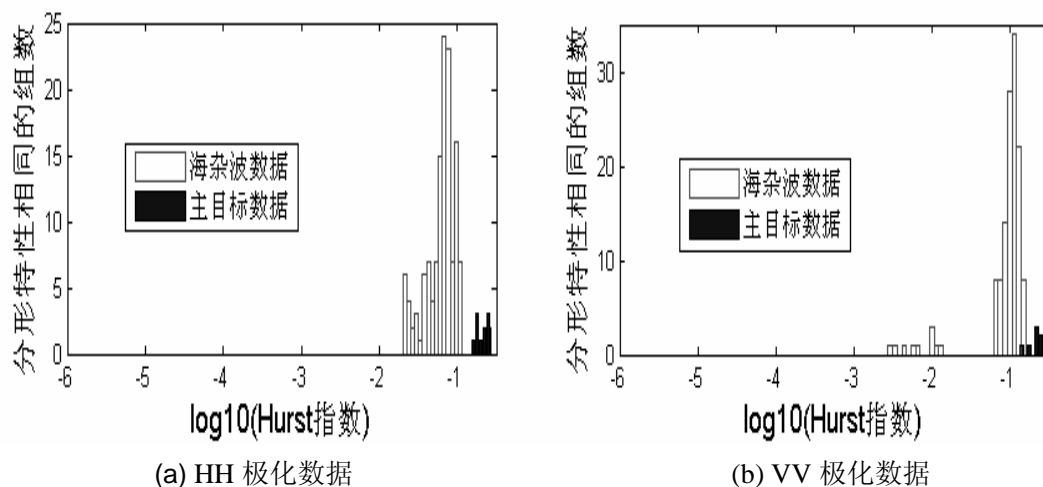 25
20
15
10
5
0
分形特性相同的组数
海杂波数据
主目标数据
-6
-5
-4
-3
-2
-1
log10(Hurst指数)
(a) HH 极化数据
30
20
10
0
分形特性相同的组数
海杂波数据
主目标数据
-6
-5
-4
-3
-2
-1
log10(Hurst指数)
(b) VV 极化数据